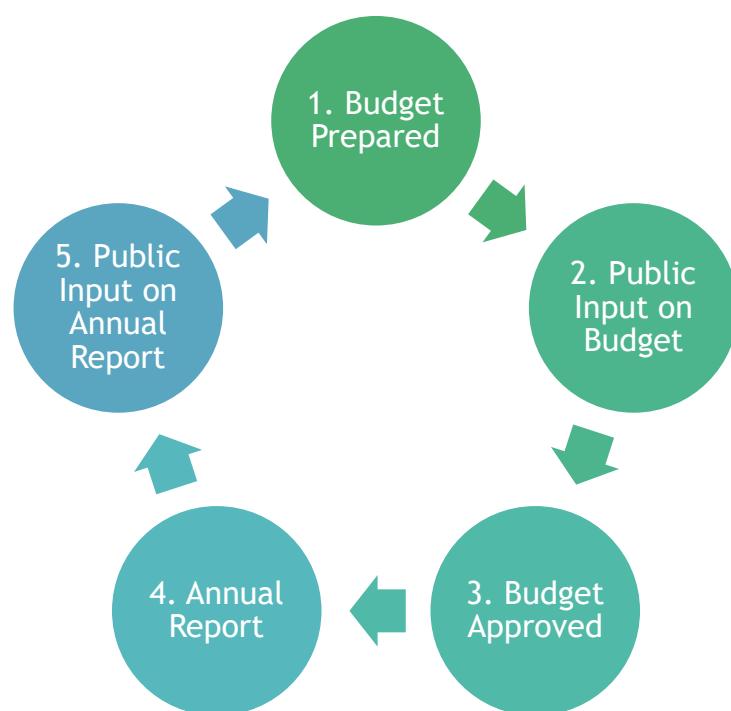 1. Budget
Prepared
2. Public
Input on
Budget
3. Budget
Approved
4. Annual
Report
5. Public
Input on
Annual
Report